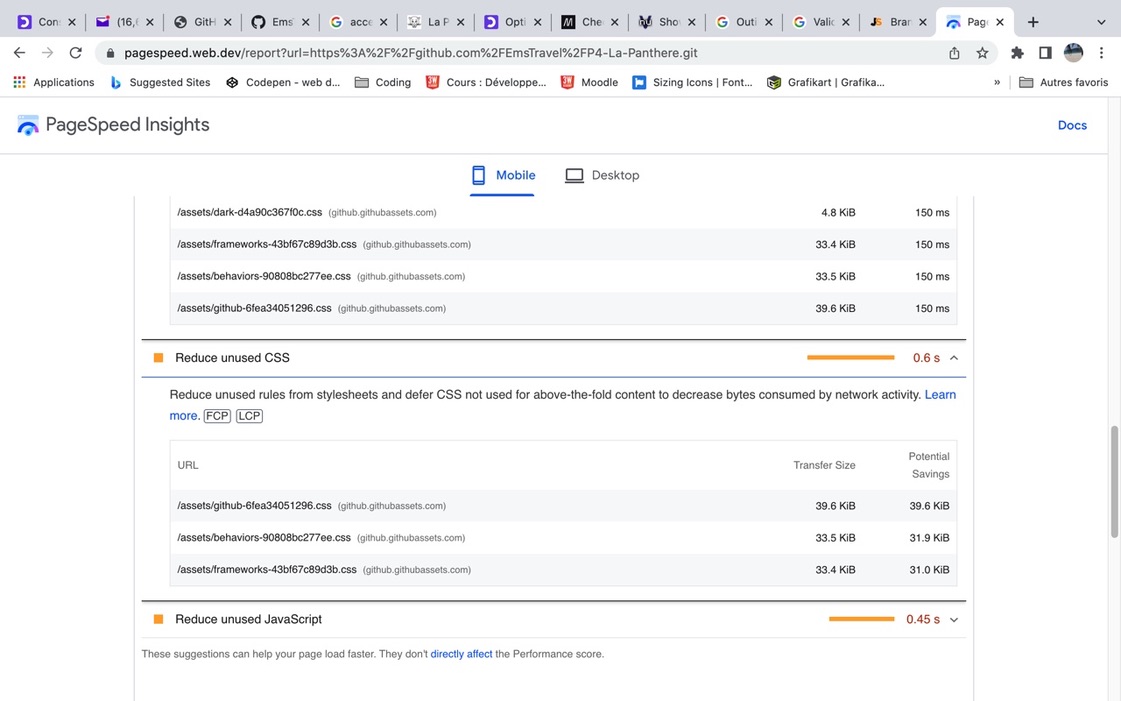 Cons
(16,6
GitH
EmsT
acce
La P
Opti
Chec
Show
Outi
Valid
JS Bran
Page
pagespeed.web.dev/report?url=https%3A%2F%2Fgithub.com%2FEmsTravel%2FP4-La-Panthere.git
Applications
Suggested Sites
Codepen - web d...
Coding
Cours : Développe...
Moodle
Sizing Icons | Font...
Grafikart | Grafika...
»
Autres favoris
PageSpeed Insights
Docs
Mobile
Desktop
/assets/dark-d4a90c367f0c.css (github.githubassets.com) 4.8 KiB 150 ms
/assets/frameworks-43bf67c89d3b.css (github.githubassets.com) 33.4 KiB 150 ms
/assets/behaviors-90808bc277ee.css (github.githubassets.com) 33.5 KiB 150 ms
/assets/github-6fea34051296.css (github.githubassets.com) 39.6 KiB 150 ms
Reduce unused CSS 0.6 s
Reduce unused rules from stylesheets and defer CSS not used for above-the-fold content to decrease bytes consumed by network activity. Learn
more. FCP LCP
URL Transfer Size Potential
Savings
/assets/github-6fea34051296.css (github.githubassets.com) 39.6 KiB 39.6 KiB
/assets/behaviors-90808bc277ee.css (github.githubassets.com) 33.5 KiB 31.9 KiB
/assets/frameworks-43bf67c89d3b.css (github.githubassets.com) 33.4 KiB 31.0 KiB
Reduce unused JavaScript 0.45 s
These suggestions can help your page load faster. They don't directly affect the Performance score.